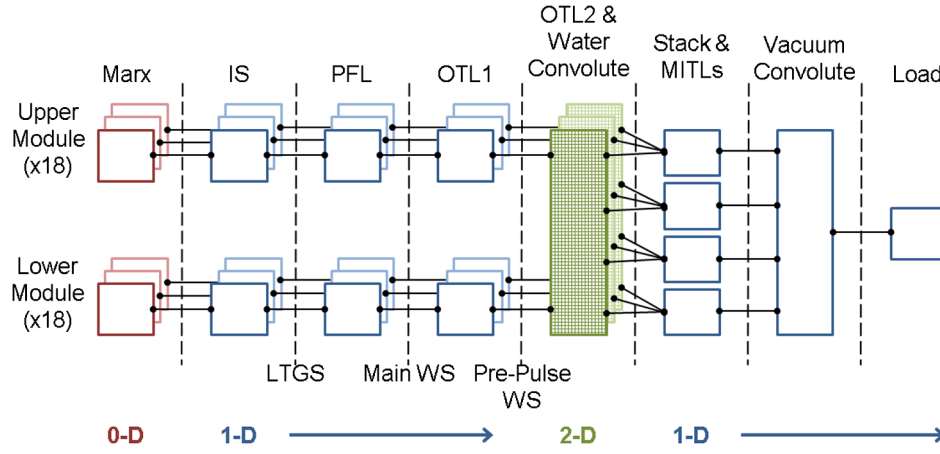 OTL2 &
Water
Convolute
Stack &
MITLs
Vacuum
Convolute
Marx
IS
PFL
OTL1
Load
Upper
Module
(x18)
Lower
Module
(x18)
LTGS
Main WS
Pre-Pulse
WS
0-D
1-D
2-D
1-D